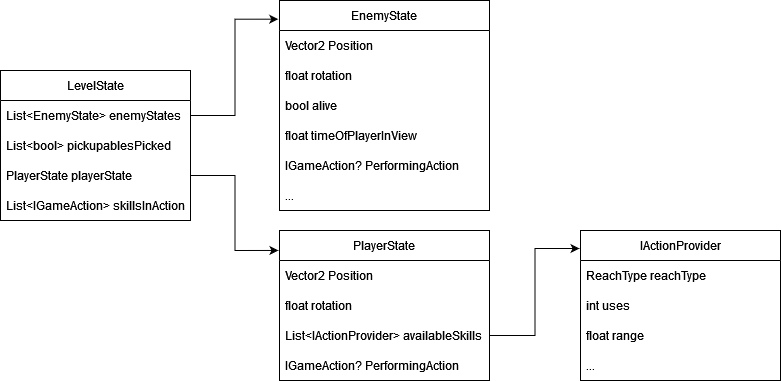 LevelState
List<EnemyState> enemyStates
List<bool> pickupablesPicked
PlayerState playerState
List<IGameAction> skillsInAction
EnemyState
Vector2 Position
float rotation
bool alive
float timeOfPlayerInView
IGameAction? PerformingAction
...
PlayerState
Vector2 Position
float rotation
List<IActionProvider> availableSkills
IGameAction? PerformingAction
IActionProvider
ReachType reachType
int uses
float range
...